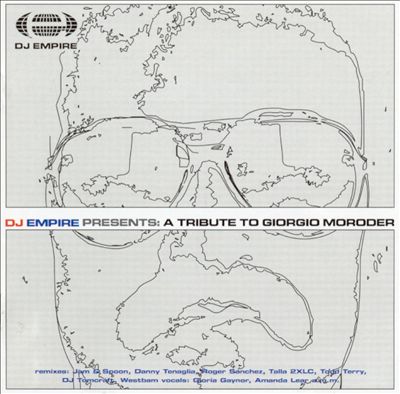 DJ EMPIRE
DJ EMPIRE PRESENTS: A TRIBUTE TO GIORGIO MORODER
remixes: Jam & Spoon, Danny Tenaglia, Roger Sanchez, Talla 2XLC, Todd Terry,
DJ Tomcraft, Westbam vocals: Gloria Gaynor, Amanda Lear a.o.m.